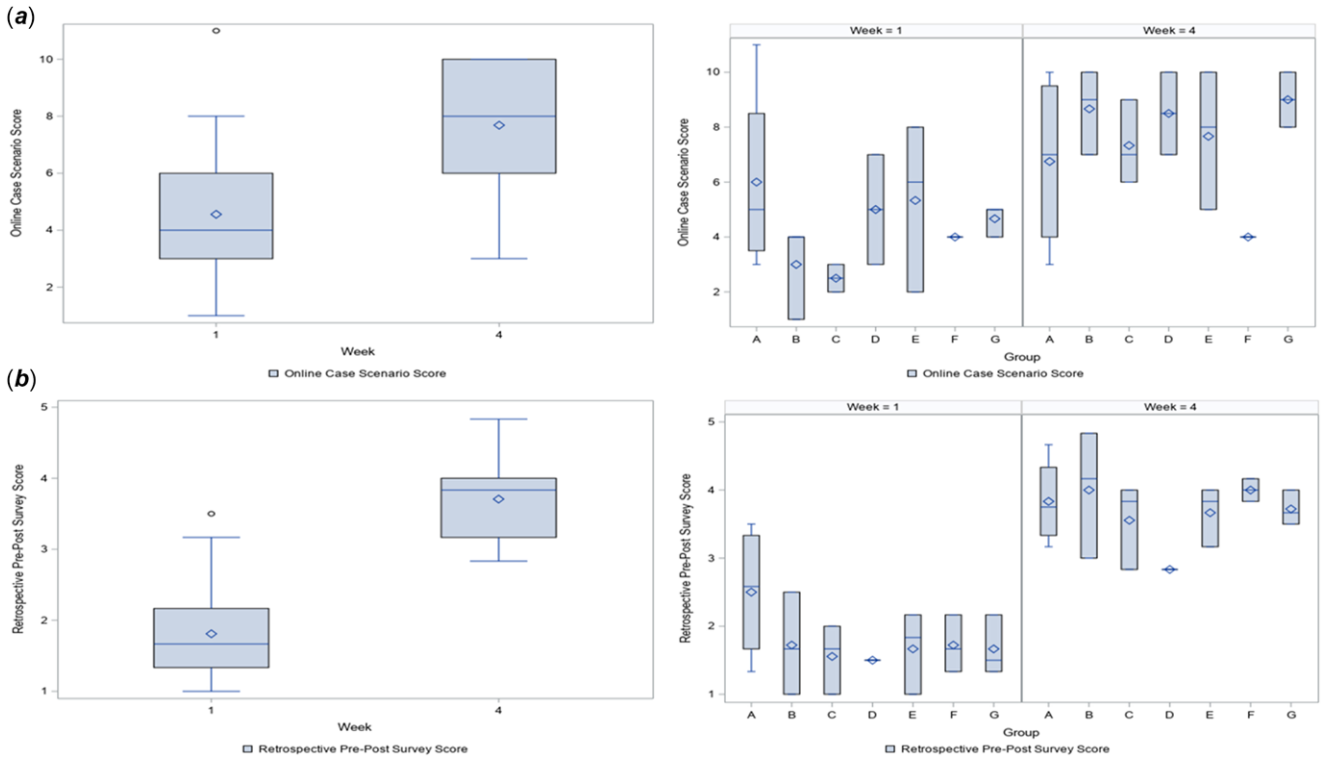 (a)
Online Case Scenario Score
10
8
6
4
2
1 4
Week
Online Case Scenario Score
Week = 1 Week = 4
Online Case Scenario Score
10
8
6
4
2
A B C D E F G A B C D E F G
Group
Online Case Scenario Score
(b)
Retrospective Pre-Post Survey Score
5
4
3
2
1
1 4
Week
Retrospective Pre-Post Survey Score
Week = 1 Week = 4
Retrospective Pre-Post Survey Score
5
4
3
2
1
A B C D E F G A B C D E F G
Group
Retrospective Pre-Post Survey Score